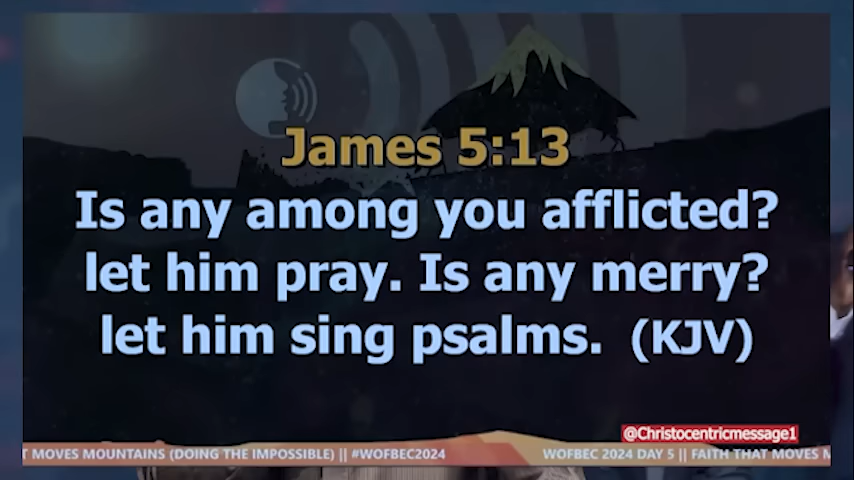 James 5:13
Is any among you afflicted?
let him pray. Is any merry?
let him sing psalms. (KJV)
@Christocentricmessage1
T MOVES MOUNTAINS (DOING THE IMPOSSIBLE) || #WOFBEC2024 WOFBEC 2024 DAY 5 || FAITH THAT MOVES M